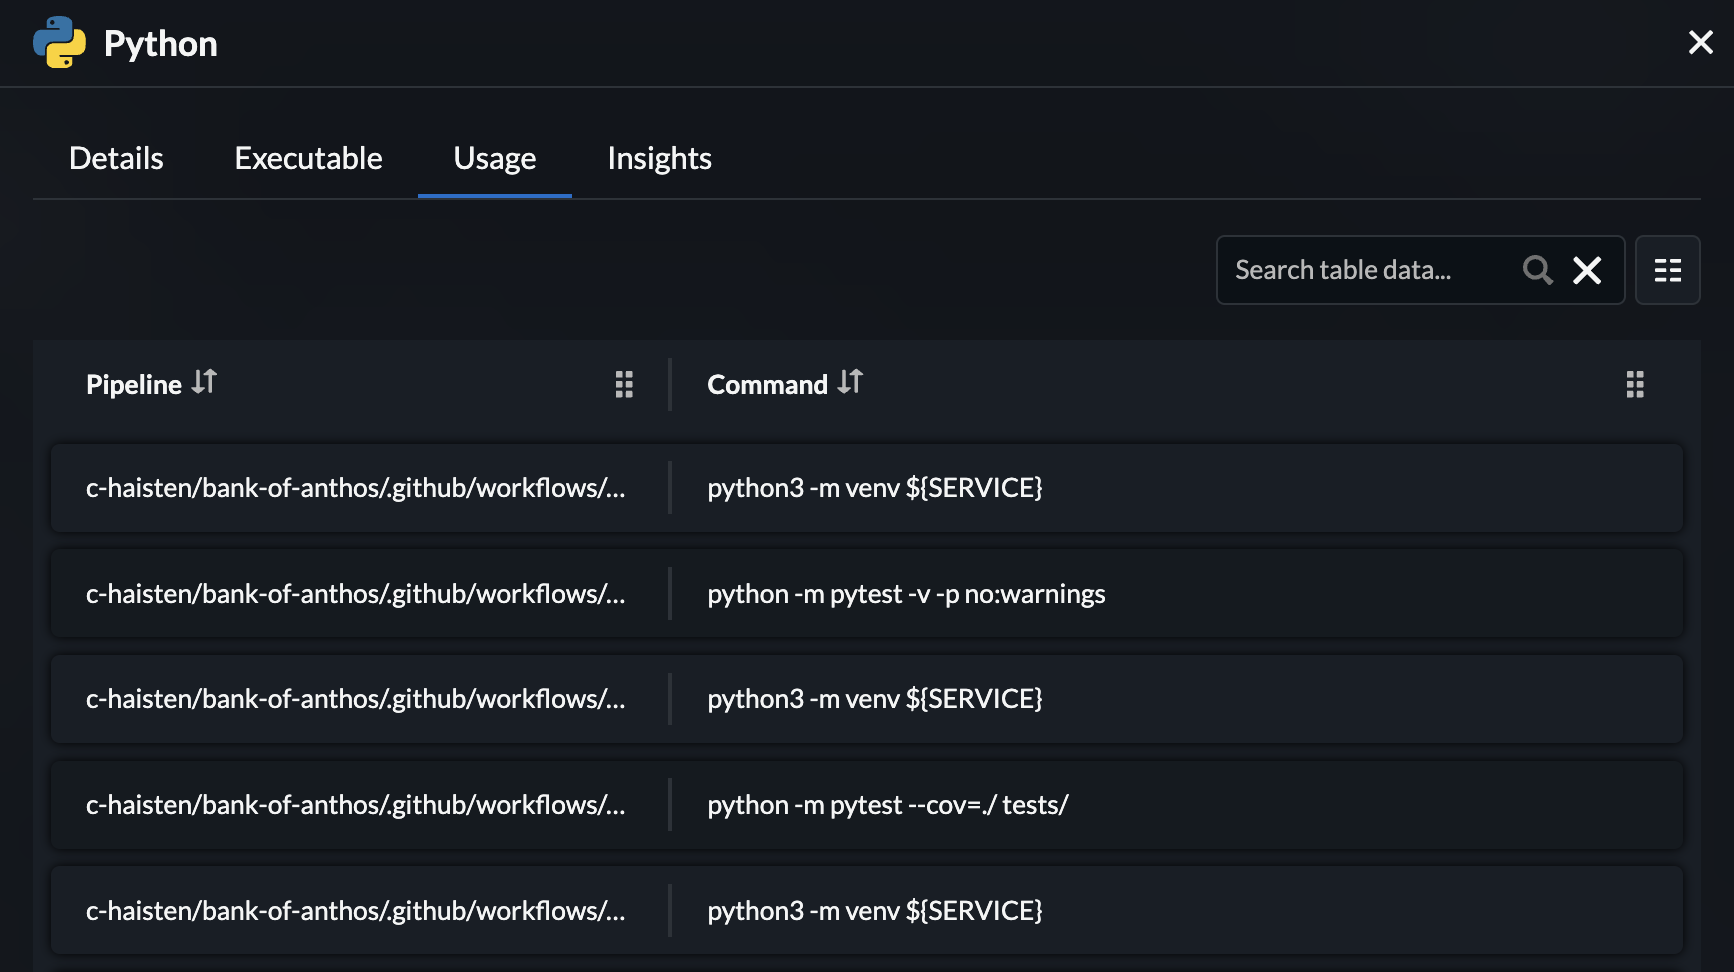 Python
Details Executable Usage Insights
Search table data...
Pipeline Command
c-haisten/bank-of-anthos/.github/workflows/... python3 -m venv ${SERVICE}
c-haisten/bank-of-anthos/.github/workflows/... python -m pytest -v -p no:warnings
c-haisten/bank-of-anthos/.github/workflows/... python3 -m venv ${SERVICE}
c-haisten/bank-of-anthos/.github/workflows/... python -m pytest --cov=./ tests/
c-haisten/bank-of-anthos/.github/workflows/... python3 -m venv ${SERVICE}